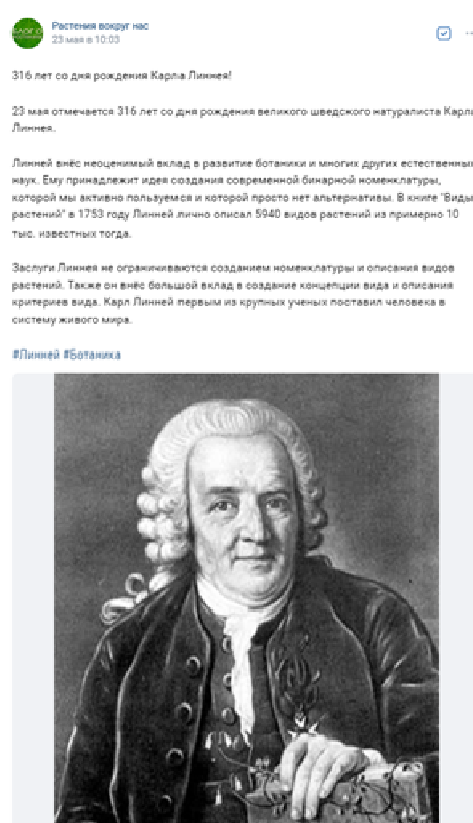 Растения вокруг нас
23 мая в 10:03
316 лет со дня рождения Карла Линнея!
23 мая отмечается 316 лет со дня рождения великого шведского натуралиста Карла
Линнея.
Линней внёс неоценимый вклад в развитие ботаники и многих других естественных
наук. Ему принадлежит идея создания современной бинарной номенклатуры,
которой мы активно пользуемся и которой просто нет альтернативы. В книге "Виды
растений" в 1753 году Линней лично описал 5940 видов растений из примерно 10
тыс. известных тогда.
Заслуги Линнея не ограничиваются созданием номенклатуры и описания видов
растений. Также он внёс большой вклад в создание концепции вида и описания
критериев вида. Карл Линней первым из крупных ученых поставил человека в
систему живого мира.
#Линней #Ботаника